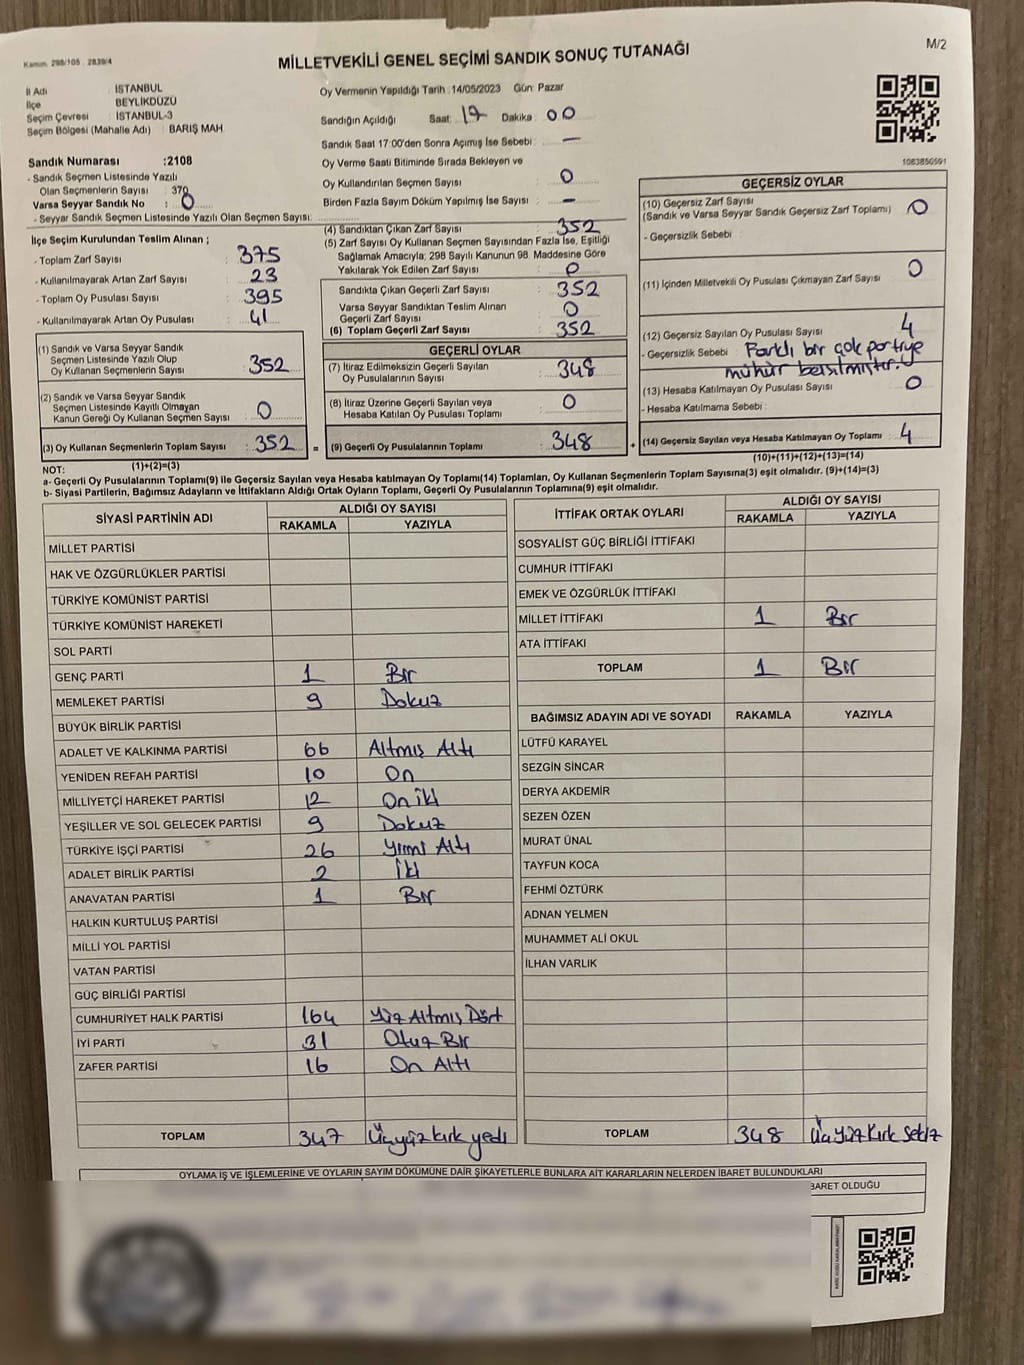 Kanun. 298/105 . 2839/4
M/2
MİLLETVEKİLİ GENEL SEÇİMİ SANDIK SONUÇ TUTANAĞI
İl Adı : İSTANBUL
İlçe : BEYLİKDÜZÜ
Seçim Çevresi : İSTANBUL-3
Seçim Bölgesi (Mahalle Adı) : BARIŞ MAH
Sandık Numarası :2108
- Sandık Seçmen Listesinde Yazılı
Olan Seçmenlerin Sayısı : 370
Varsa Seyyar Sandık No : 0
- Seyyar Sandık Seçmen Listesinde Yazılı Olan Seçmen Sayısı:
Oy Vermenin Yapıldığı Tarih :14/05/2023 Gün: Pazar
Sandığın Açıldığı Saat: 17 Dakika: 00
Sandık Saat 17:00'den Sonra Açımış İse Sebebi: —
Oy Verme Saati Bitiminde Sırada Bekleyen ve
Oy Kullandırılan Seçmen Sayısı : 0
Birden Fazla Sayım Döküm Yapılmış İse Sayısı : -
1083850591
İlçe Seçim Kurulundan Teslim Alınan ;
- Toplam Zarf Sayısı : 375
- Kullanılmayarak Artan Zarf Sayısı : 23
- Toplam Oy Pusulası Sayısı : 395
- Kullanılmayarak Artan Oy Pusulası : 41
(4) Sandıktan Çıkan Zarf Sayısı : 352
(5) Zarf Sayısı Oy Kullanan Seçmen Sayısından Fazla İse, Eşitliği
Sağlamak Amacıyla; 298 Sayılı Kanunun 98. Maddesine Göre
Yakılarak Yok Edilen Zarf Sayısı : 0
Sandıkta Çıkan Geçerli Zarf Sayısı : 352
Varsa Seyyar Sandıktan Teslim Alınan
Geçerli Zarf Sayısı : 0
(6) Toplam Geçerli Zarf Sayısı : 352
GEÇERSİZ OYLAR
(10) Geçersiz Zarf Sayısı : 0
(Sandık ve Varsa Seyyar Sandık Geçersiz Zarf Toplamı)
- Geçersizlik Sebebi :
(11) İçinden Milletvekili Oy Pusulası Çıkmayan Zarf Sayısı : 0
(12) Geçersiz Sayılan Oy Pusulası Sayısı : 4
- Geçersizlik Sebebi : Farklı bir çok partiye
mühür basılmıştır.
(13) Hesaba Katılmayan Oy Pusulası Sayısı : 0
- Hesaba Katılmama Sebebi :
(14) Geçersiz Sayılan veya Hesaba Katılmayan Oy Toplamı : 4
(10)+(11)+(12)+(13)=(14)
(1) Sandık ve Varsa Seyyar Sandık
Seçmen Listesinde Yazılı Olup
Oy Kullanan Seçmenlerin Sayısı : 352
(2) Sandık ve Varsa Seyyar Sandık
Seçmen Listesinde Kayıtlı Olmayan
Kanun Gereği Oy Kullanan Seçmen Sayısı : 0
(3) Oy Kullanan Seçmenlerin Toplam Sayısı : 352 =
(1)+(2)=(3)
GEÇERLİ OYLAR
(7) İtiraz Edilmeksizin Geçerli Sayılan
Oy Pusulalarının Sayısı : 348
(8) İtiraz Üzerine Geçerli Sayılan veya
Hesaba Katılan Oy Pusulası Toplamı : 0
(9) Geçerli Oy Pusulalarının Toplamı : 348 +
NOT:
a- Geçerli Oy Pusulalarının Toplamı(9) ile Geçersiz Sayılan veya Hesaba katılmayan Oy Toplamı(14) Toplamları, Oy Kullanan Seçmenlerin Toplam Sayısına(3) eşit olmalıdır. (9)+(14)=(3)
b- Siyasi Partilerin, Bağımsız Adayların ve İttifakların Aldığı Ortak Oyların Toplamı, Geçerli Oy Pusulalarının Toplamına(9) eşit olmalıdır.
SİYASİ PARTİNİN ADI ALDIĞI OY SAYISI
RAKAMLA YAZIYLA
MİLLET PARTİSİ
HAK VE ÖZGÜRLÜKLER PARTİSİ
TÜRKİYE KOMÜNİST PARTİSİ
TÜRKİYE KOMÜNİST HAREKETİ
SOL PARTİ
GENÇ PARTİ 1 Bir
MEMLEKET PARTİSİ 9 Dokuz
BÜYÜK BİRLİK PARTİSİ
ADALET VE KALKINMA PARTİSİ 66 Altmış Altı
YENİDEN REFAH PARTİSİ 10 On
MİLLİYETÇİ HAREKET PARTİSİ 12 On iki
YEŞİLLER VE SOL GELECEK PARTİSİ 9 Dokuz
TÜRKİYE İŞÇİ PARTİSİ 26 Yirmi Altı
ADALET BİRLİK PARTİSİ 2 İki
ANAVATAN PARTİSİ 1 Bir
HALKIN KURTULUŞ PARTİSİ
MİLLİ YOL PARTİSİ
VATAN PARTİSİ
GÜÇ BİRLİĞİ PARTİSİ
CUMHURİYET HALK PARTİSİ 164 Yüz Altmış Dört
İYİ PARTİ 31 Otuz Bir
ZAFER PARTİSİ 16 On Altı
TOPLAM 347 Üçyüz kırk yedi
İTTİFAK ORTAK OYLARI ALDIĞI OY SAYISI
RAKAMLA YAZIYLA
SOSYALİST GÜÇ BİRLİĞİ İTTİFAKI
CUMHUR İTTİFAKI
EMEK VE ÖZGÜRLÜK İTTİFAKI
MİLLET İTTİFAKI 1 Bir
ATA İTTİFAKI
TOPLAM 1 Bir
BAĞIMSIZ ADAYIN ADI VE SOYADI RAKAMLA YAZIYLA
LÜTFÜ KARAYEL
SEZGİN SİNCAR
DERYA AKDEMİR
SEZEN ÖZEN
MURAT ÜNAL
TAYFUN KOCA
FEHMİ ÖZTÜRK
ADNAN YELMEN
MUHAMMET ALİ OKUL
İLHAN VARLIK
TOPLAM 348 ÜçYüz Kırk Sekiz
OYLAMA İŞ VE İŞLEMLERİNE VE OYLARIN SAYIM DÖKÜMÜNE DAİR ŞİKAYETLERLE BUNLARA AİT KARARLARIN NELERDEN İBARET BULUNDUKLARI
BARET OLDUĞU